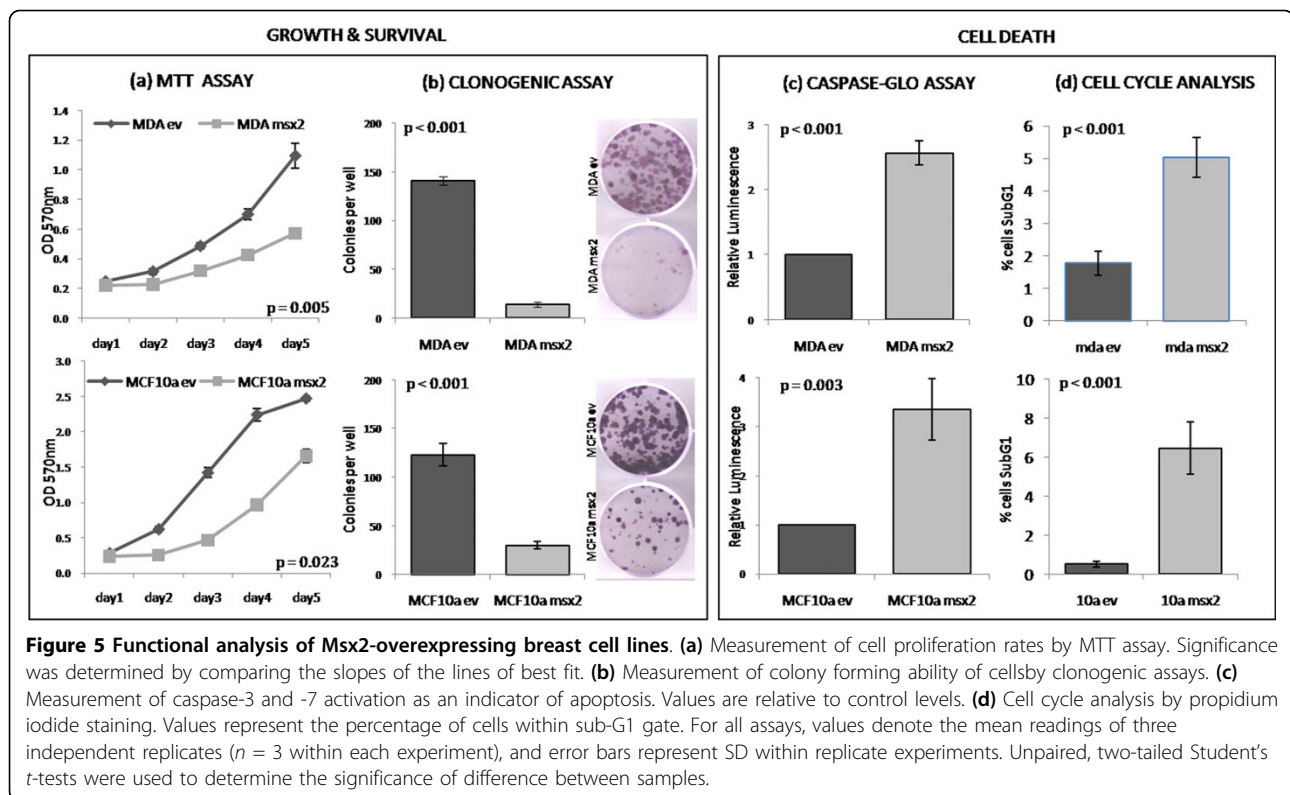 GROWTH & SURVIVAL
CELL DEATH
(a) MTT ASSAY
(b) CLONOGENIC ASSAY
(c) CASPASE-GLO ASSAY
(d) CELL CYCLE ANALYSIS
1.4
1.2
1.0
0.8
0.6
0.4
0.2
0.0
OD 570nm
MDA ev
MDA msx2
p = 0.005
day1 day2 day3 day4 day5
200
150
100
50
0
Colonies per well
p < 0.001
MDA ev
MDA msx2
MDA ev
MDA msx2
3
2
1
0
Relative Luminescence
p < 0.001
MDA ev
MDA msx2
6
5
4
3
2
1
0
% cells SubG1
p < 0.001
mda ev
mda msx2
3.0
2.5
2.0
1.5
1.0
0.5
0.0
OD 570nm
MCF10a ev
MCF10a msx2
p = 0.023
day1 day2 day3 day4 day5
200
150
100
50
0
Colonies per well
p < 0.001
MCF10a ev
MCF10a msx2
MCF10a ev
MCF10a msx2
4
3
2
1
0
Relative Luminescence
p = 0.003
MCF10a ev
MCF10a msx2
10
8
6
4
2
0
% cells SubG1
p < 0.001
10a ev
10a msx2
Figure 5 Functional analysis of Msx2-overexpressing breast cell lines. (a) Measurement of cell proliferation rates by MTT assay. Significance
was determined by comparing the slopes of the lines of best fit. (b) Measurement of colony forming ability of cellsby clonogenic assays. (c)
Measurement of caspase-3 and -7 activation as an indicator of apoptosis. Values are relative to control levels. (d) Cell cycle analysis by propidium
iodide staining. Values represent the percentage of cells within sub-G1 gate. For all assays, values denote the mean readings of three
independent replicates (n = 3 within each experiment), and error bars represent SD within replicate experiments. Unpaired, two-tailed Student's
t-tests were used to determine the significance of difference between samples.